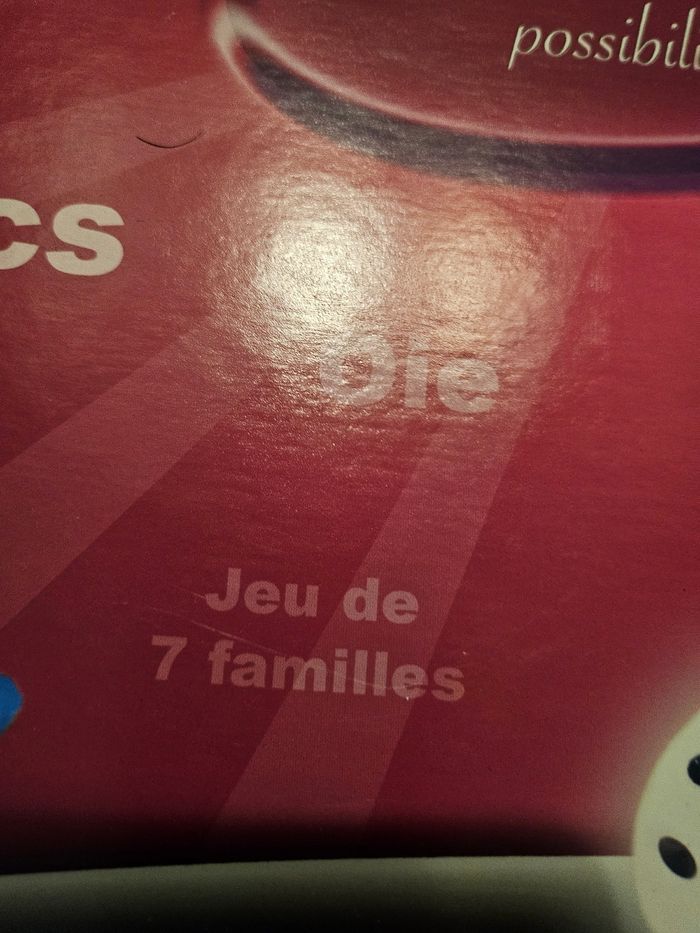 possibili
cs
Oie
Jeu de
7 familles